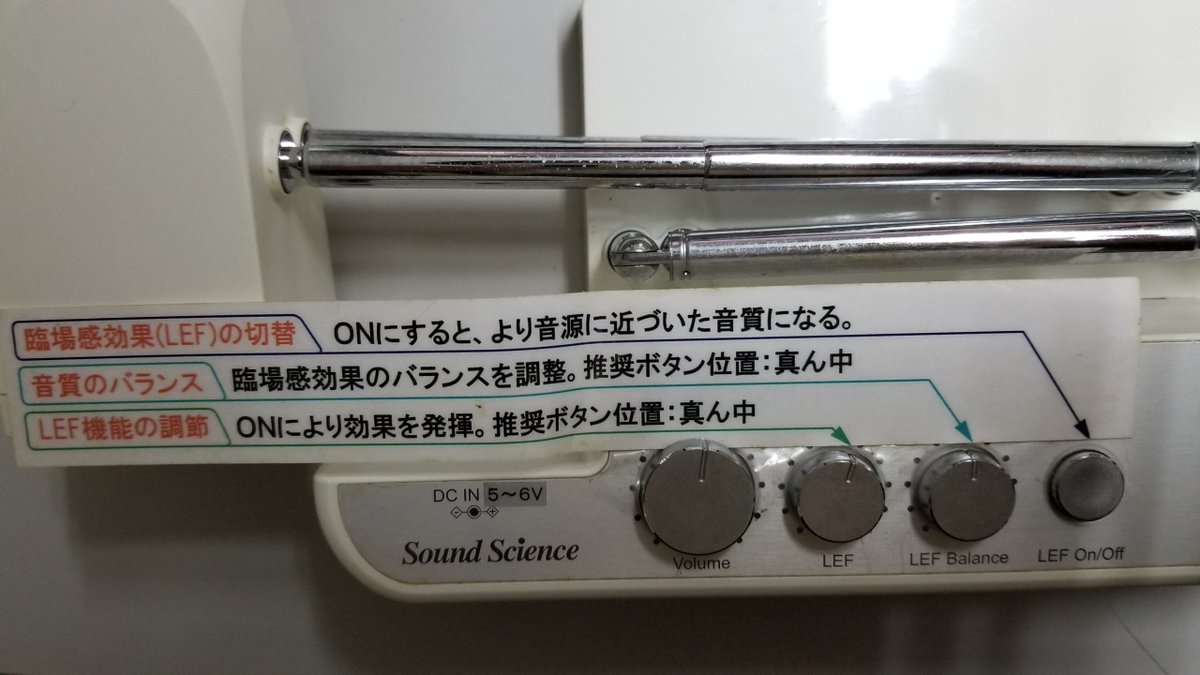 臨場感効果(LEF)の切替 ONにすると、より音源に近づいた音質になる。
音質のバランス 臨場感効果のバランスを調整。推奨ボタン位置：真ん中
LEF機能の調節 ONにより効果を発揮。推奨ボタン位置：真ん中
DC IN 5～6V
Sound Science
Volume
LEF
LEF Balance
LEF On/Off